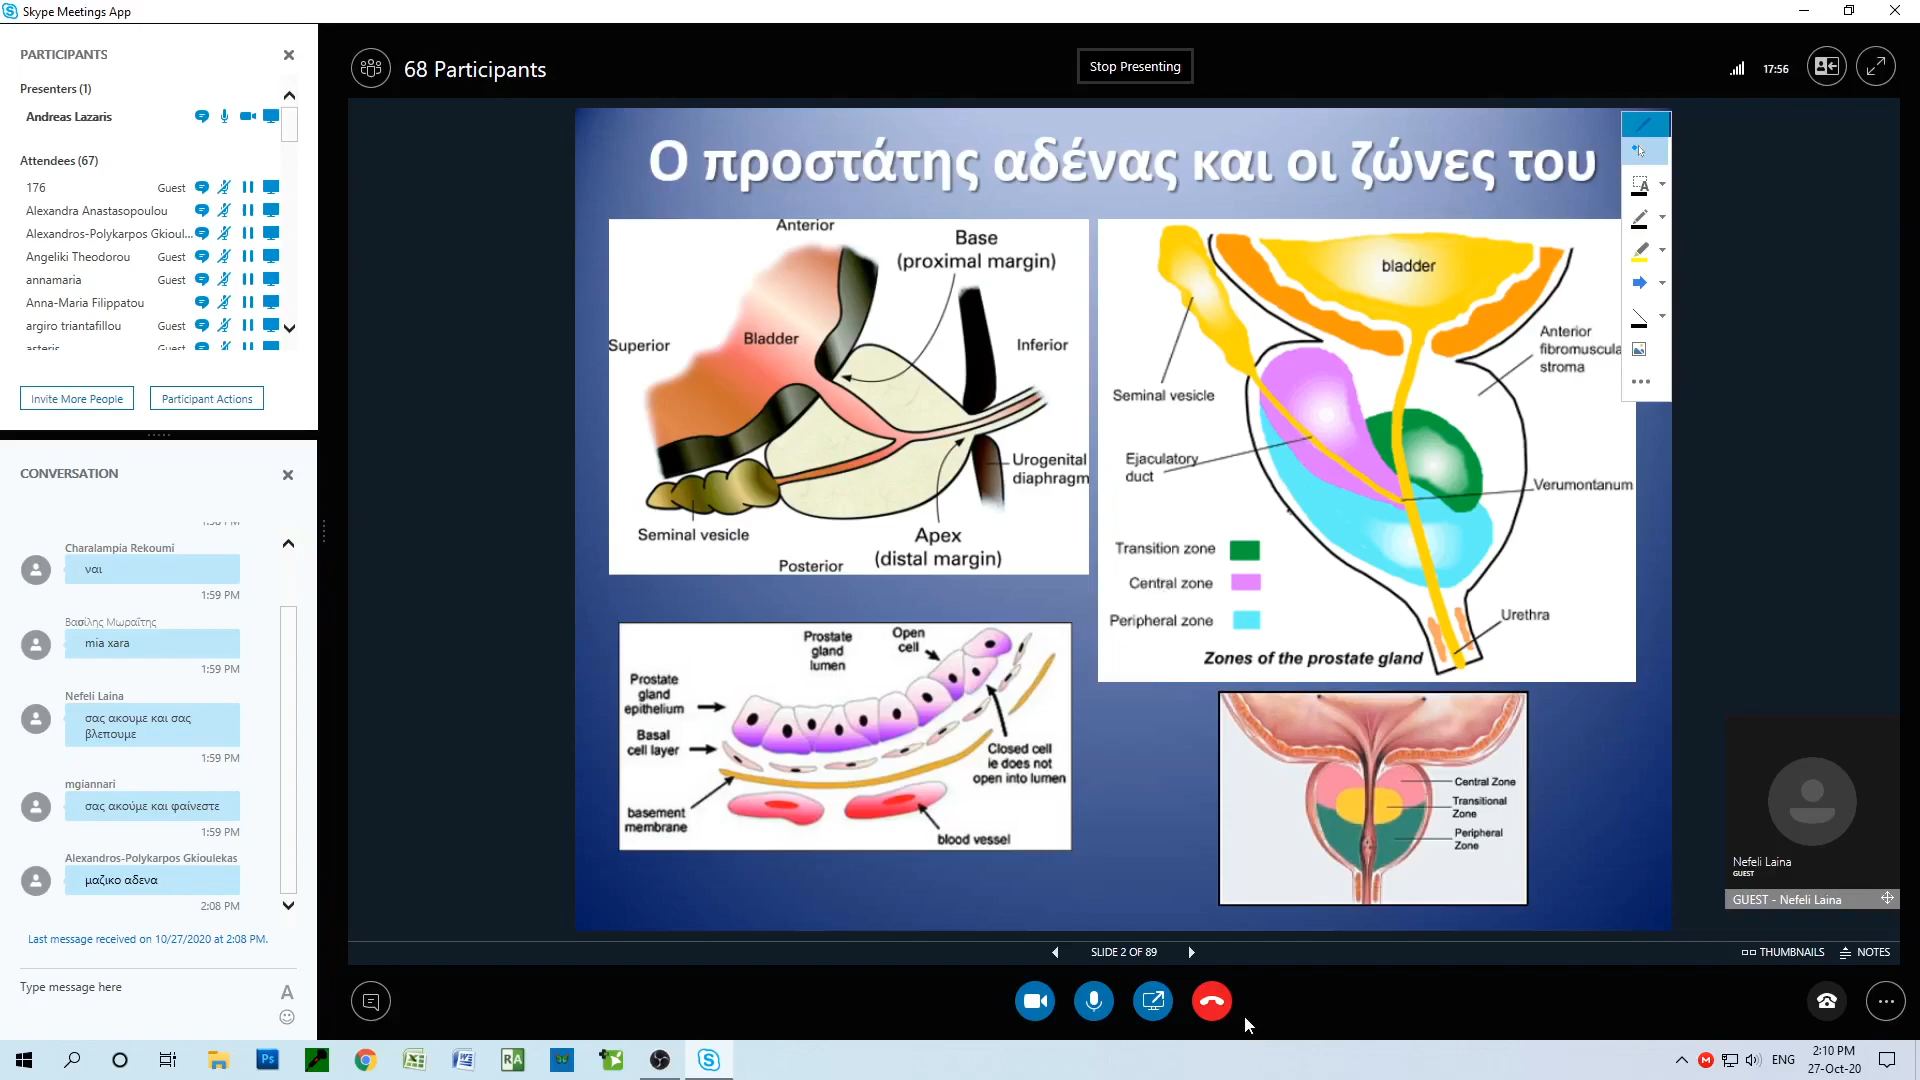 Skype Meetings App
PARTICIPANTS
Presenters (1)
Andreas Lazaris
Attendees (67)
176 Guest
Alexandra Anastasopoulou
Alexandros-Polykarpos Gkioul...
Angeliki Theodorou
annamaria Guest
Anna-Maria Filippatou
argiro triantafillou Guest
asteris Guest
Invite More People
Participant Actions
CONVERSATION
Charalampia Rekoumi
ναι
1:59 PM
Βασίλης Μωραΐτης
mia xara
1:59 PM
Nefeli Laina
σας ακουμε και σας
βλεπουμε
1:59 PM
mgiannari
σας ακούμε και φαίνεστε
1:59 PM
Alexandros-Polykarpos Gkioulekas
μαζικο αδενα
2:08 PM
Last message received on 10/27/2020 at 2:08 PM.
Type message here
A
68 Participants
Stop Presenting
17:56
Ο προστάτης αδένας και οι ζώνες του
Anterior
Base
(proximal margin)
Superior
Bladder
Inferior
Urogenital
diaphragm
Seminal vesicle
Apex
(distal margin)
Posterior
bladder
Anterior
fibromuscula
stroma
Seminal vesicle
Ejaculatory
duct
Verumontanum
Transition zone
Central zone
Peripheral zone
Urethra
Zones of the prostate gland
Prostate
gland
lumen
Open
cell
Prostate
gland
epithelium
Basal
cell layer
Closed cell
ie does not
open into lumen
basement
membrane
blood vessel
Central Zone
Transitional
Zone
Peripheral
Zone
A
Nefeli Laina
GUEST
GUEST - Nefeli Laina
SLIDE 2 OF 89
THUMBNAILS
NOTES
Ps
RA
M
ENG
2:10 PM
27-Oct-20